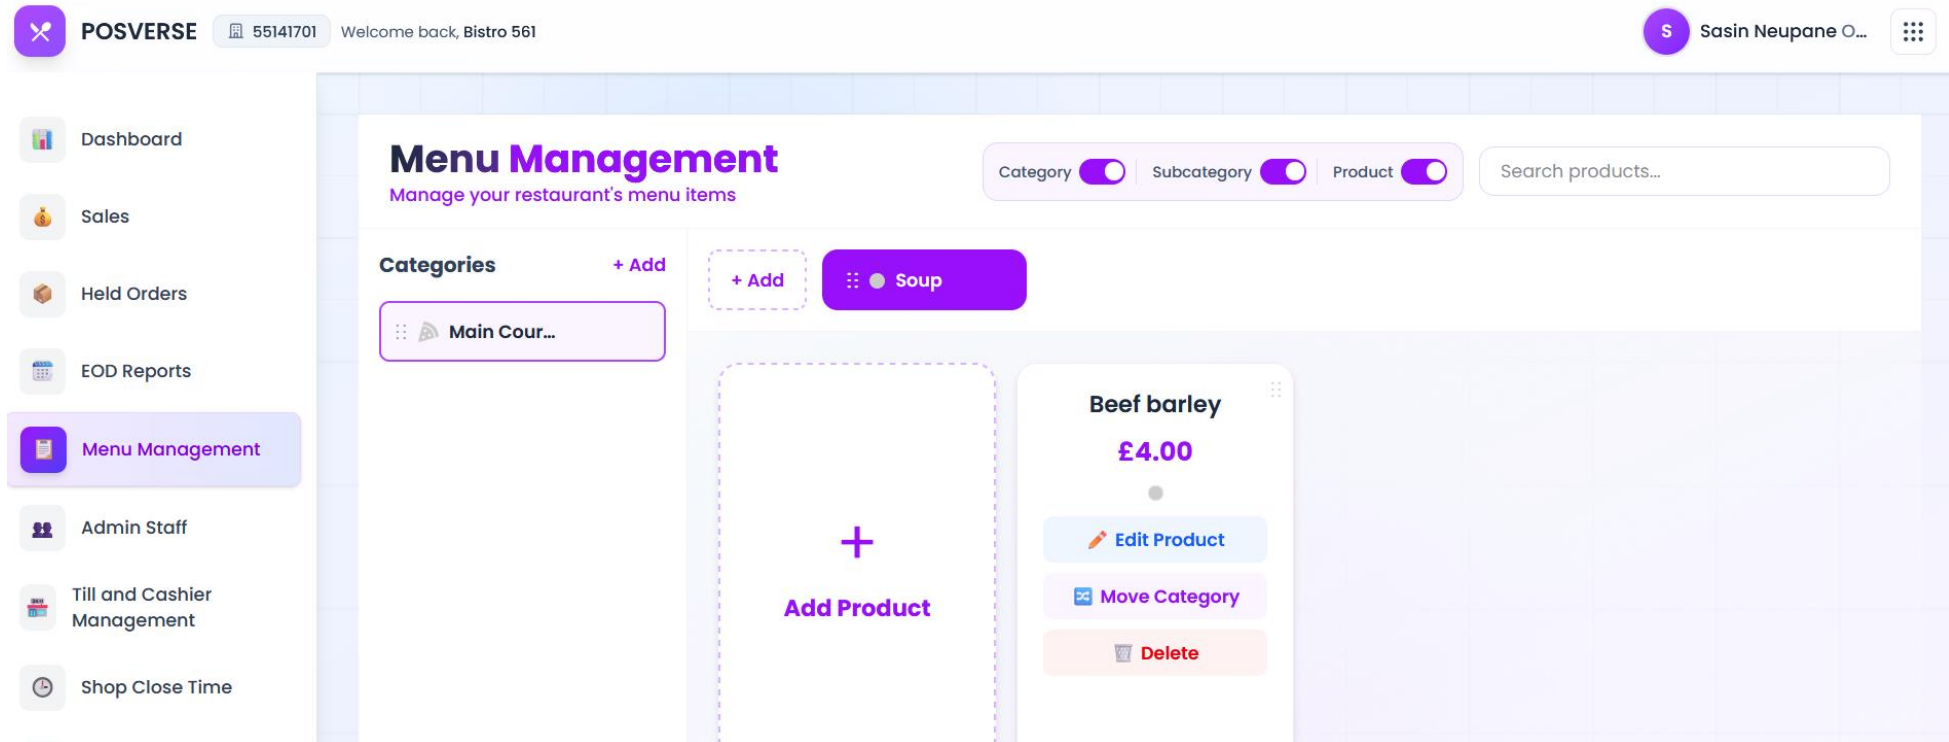 POSVERSE
55141701
Welcome back, Bistro 561
S
Sasin Neupane O...
Dashboard
Sales
Held Orders
EOD Reports
Menu Management
Admin Staff
Till and Cashier
Management
Shop Close Time
Menu Management
Manage your restaurant's menu items
Category
Subcategory
Product
Search products...
Categories
+ Add
Main Cour...
+ Add
Soup
+
Add Product
Beef barley
£4.00
Edit Product
Move Category
Delete